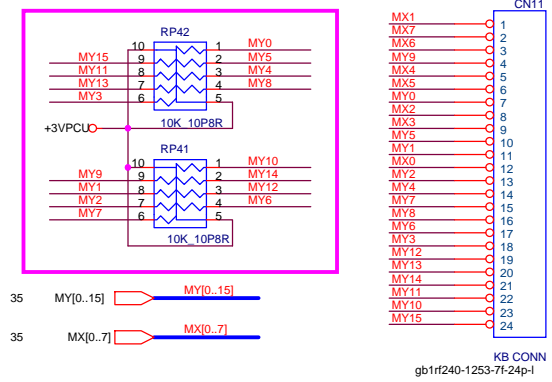 CN11
RP42
10 1 MY0
MY15 9 2 MY5
MY11 8 3 MY4
MY13 7 4 MY8
MY3 6 5
+3VPCU
10K_10P8R
RP41
10 1 MY10
MY9 9 2 MY14
MY1 8 3 MY12
MY2 7 4 MY6
MY7 6 5
10K_10P8R
35 MY[0..15] MY[0..15]
35 MX[0..7] MX[0..7]
MX1 1
MX7 2
MX6 3
MY9 4
MX4 5
MX5 6
MY0 7
MX2 8
MX3 9
MY5 10
MY1 11
MX0 12
MY2 13
MY4 14
MY7 15
MY8 16
MY6 17
MY3 18
MY12 19
MY13 20
MY14 21
MY11 22
MY10 23
MY15 24
KB CONN
gb1rf240-1253-7f-24p-l